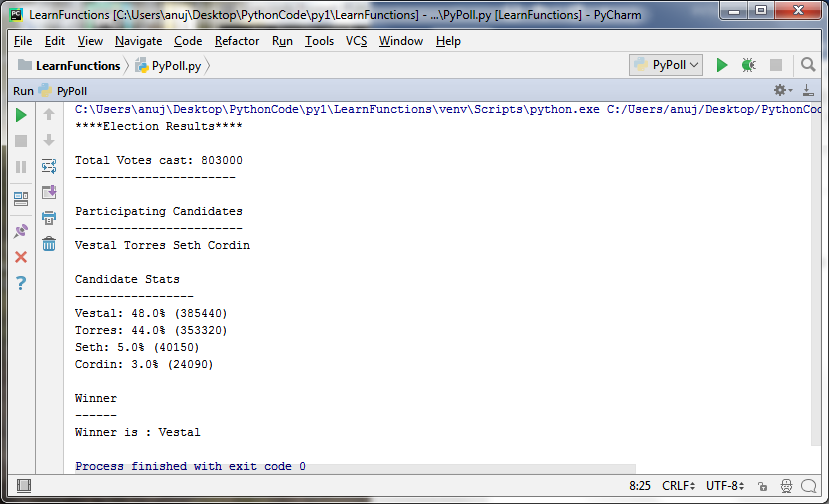 LearnFunctions [C:\Users\anuj\Desktop\PythonCode\py1\LearnFunctions] - ...\PyPoll.py [LearnFunctions] - PyCharm
File Edit View Navigate Code Refactor Run Tools VCS Window Help
LearnFunctions PyPoll.py PyPoll
Run PyPoll
C:\Users\anuj\Desktop\PythonCode\py1\LearnFunctions\venv\Scripts\python.exe C:/Users/anuj/Desktop/PythonCod
****Election Results****
Total Votes cast: 803000
-----------------------
Participating Candidates
------------------------
Vestal Torres Seth Cordin
Candidate Stats
-----------------
Vestal: 48.0% (385440)
Torres: 44.0% (353320)
Seth: 5.0% (40150)
Cordin: 3.0% (24090)
Winner
------
Winner is : Vestal
Process finished with exit code 0
8:25 CRLF UTF-8